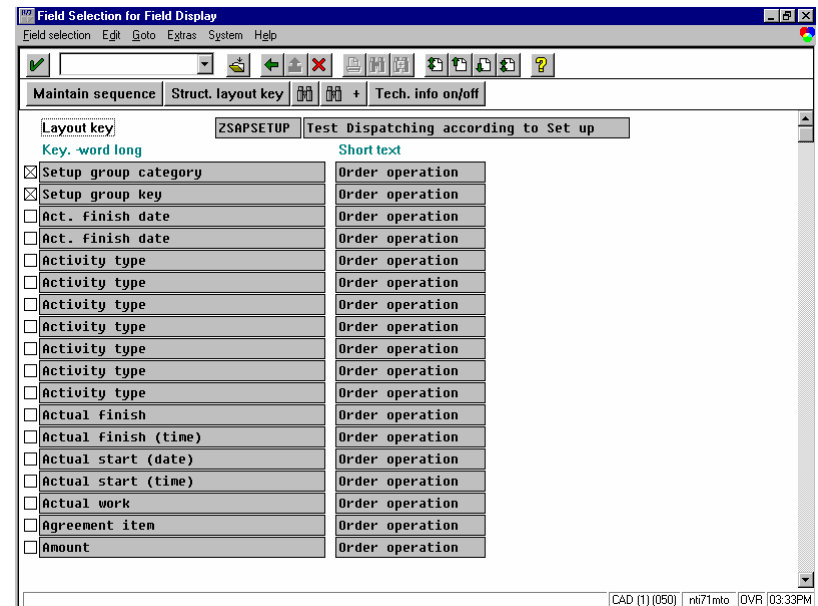 Field Selection for Field Display
Field selection Edit Goto Extras System Help
Maintain sequence Struct. layout key + Tech. info on/off
Layout key ZSAPSETUP Test Dispatching according to Set up
Key. -word long Short text
Setup group category Order operation
Setup group key Order operation
Act. finish date Order operation
Act. finish date Order operation
Activity type Order operation
Activity type Order operation
Activity type Order operation
Activity type Order operation
Activity type Order operation
Activity type Order operation
Activity type Order operation
Actual finish Order operation
Actual finish (time) Order operation
Actual start (date) Order operation
Actual start (time) Order operation
Actual work Order operation
Agreement item Order operation
Amount Order operation
CAD (1) (050) nti71mto OVR 03:33PM